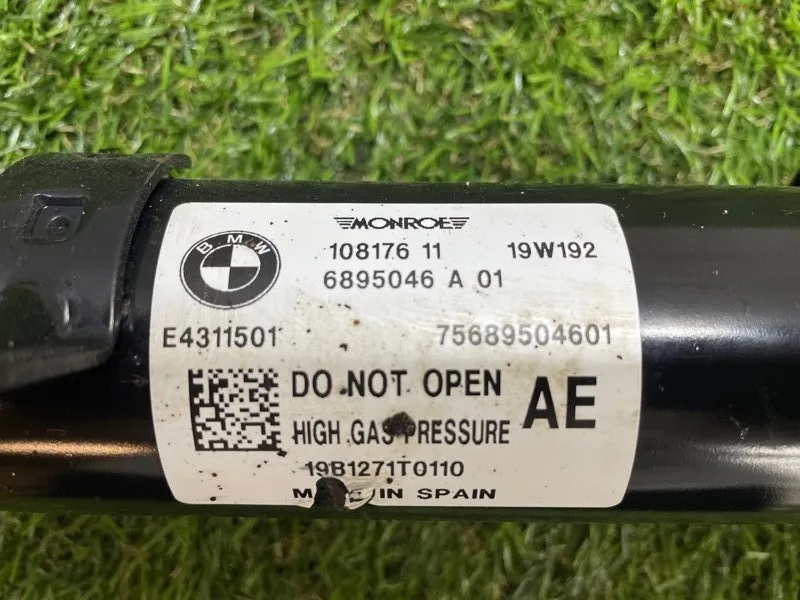 MONROE
BMW
108176 11 19W192
6895046 A 01
E4311501 75689504601
DO NOT OPEN AE
HIGH GAS PRESSURE
19B1271T0110
IN SPAIN